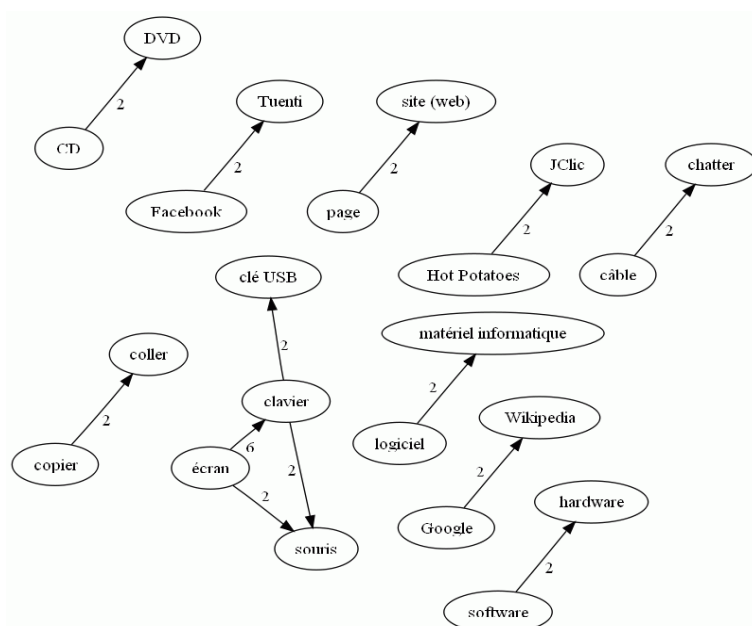 DVD
2
CD
Tuenti
2
Facebook
site (web)
2
page
JClic
2
Hot Potatoes
chatter
2
câble
clé USB
2
clavier
6
écran
2
2
souris
coller
2
copier
matériel informatique
2
logiciel
Wikipedia
2
Google
hardware
2
software